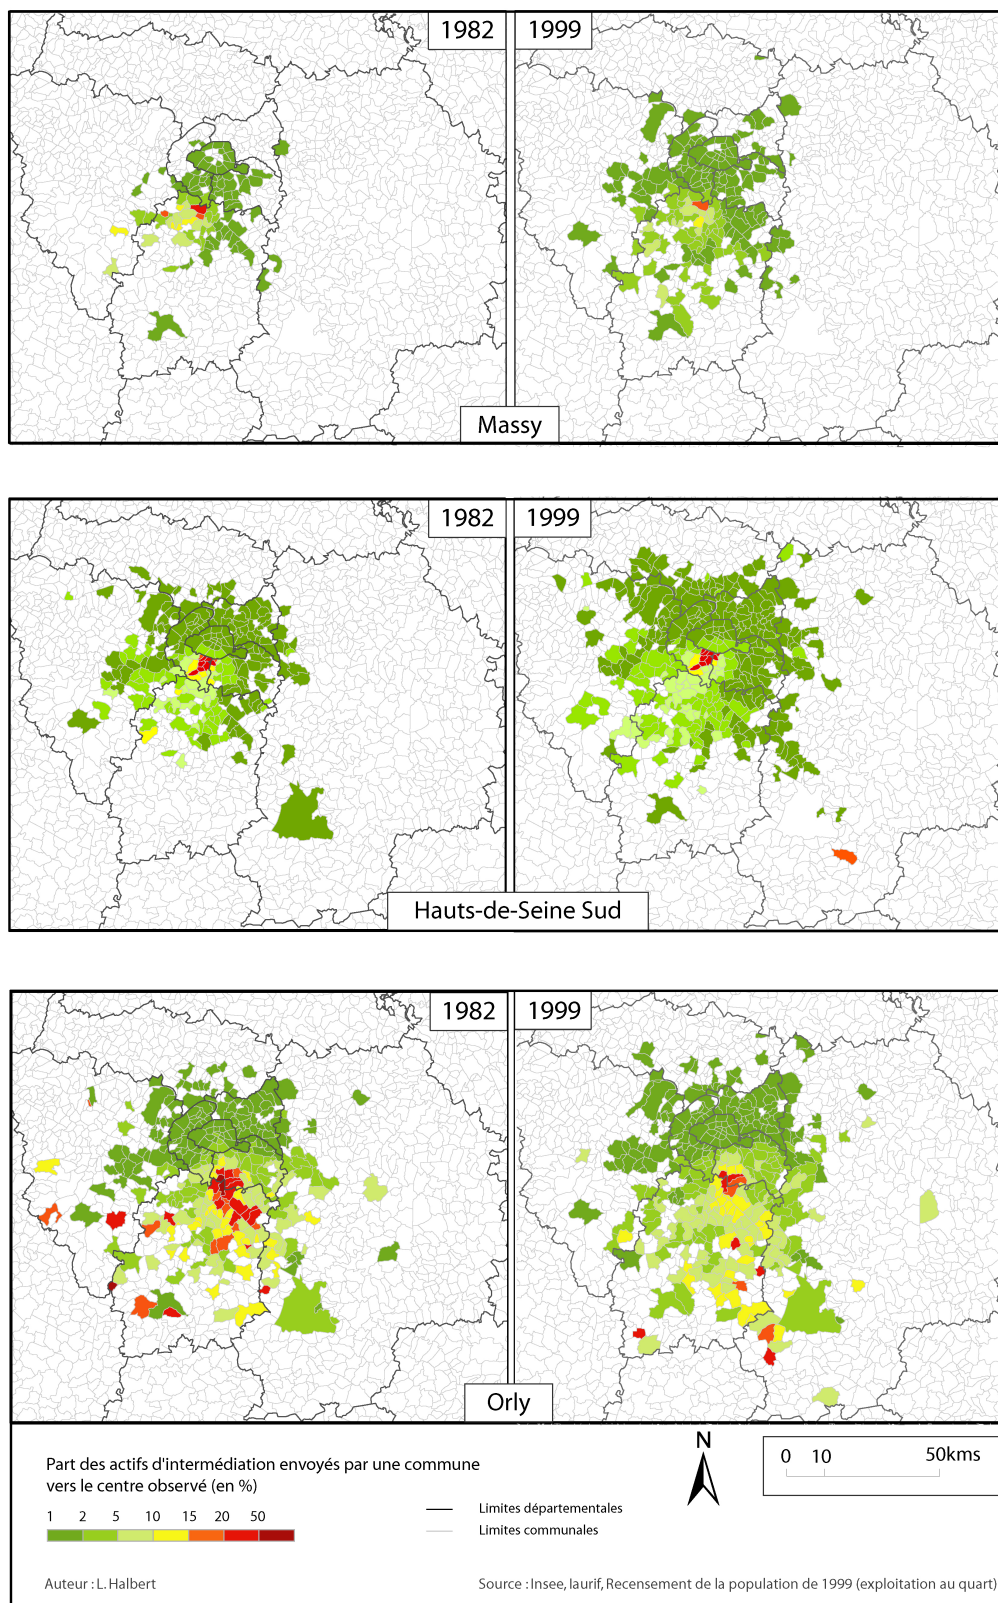 1982
1999
Massy
1982
1999
Hauts-de-Seine Sud
1982
1999
Orly
Part des actifs d'intermédiation envoyés par une commune
vers le centre observé (en %)
1 2 5 10 15 20 50
Limites départementales
Limites communales
N
0 10 50kms
Auteur : L. Halbert
Source : Insee, Iaurif, Recensement de la population de 1999 (exploitation au quart)